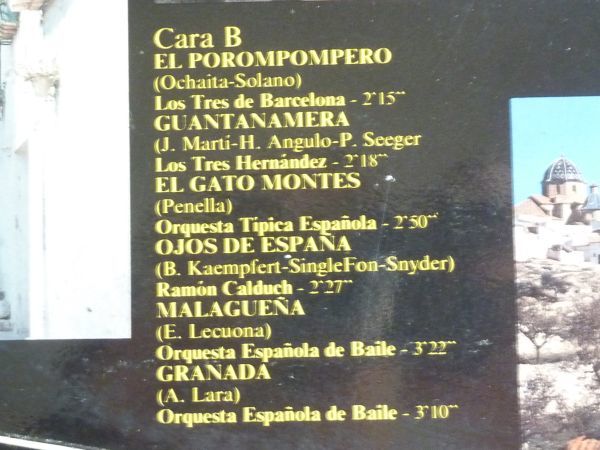 Cara B
EL POROMPOMPERO
(Ochaita-Solano)
Los Tres de Barcelona - 2'15''
GUANTANAMERA
(J. Marti-H. Angulo-P. Seeger
Los Tres Hernández - 2'18''
EL GATO MONTES
(Penella)
Orquesta Tipica Española - 2'50''
OJOS DE ESPAÑA
(B. Kaempfert-SingleFon-Snyder)
Ramón Calduch - 2'27''
MALAGUEÑA
(E. Lecuona)
Orquesta Española de Baile - 3'22''
GRANADA
(A. Lara)
Orquesta Española de Baile - 3'10''